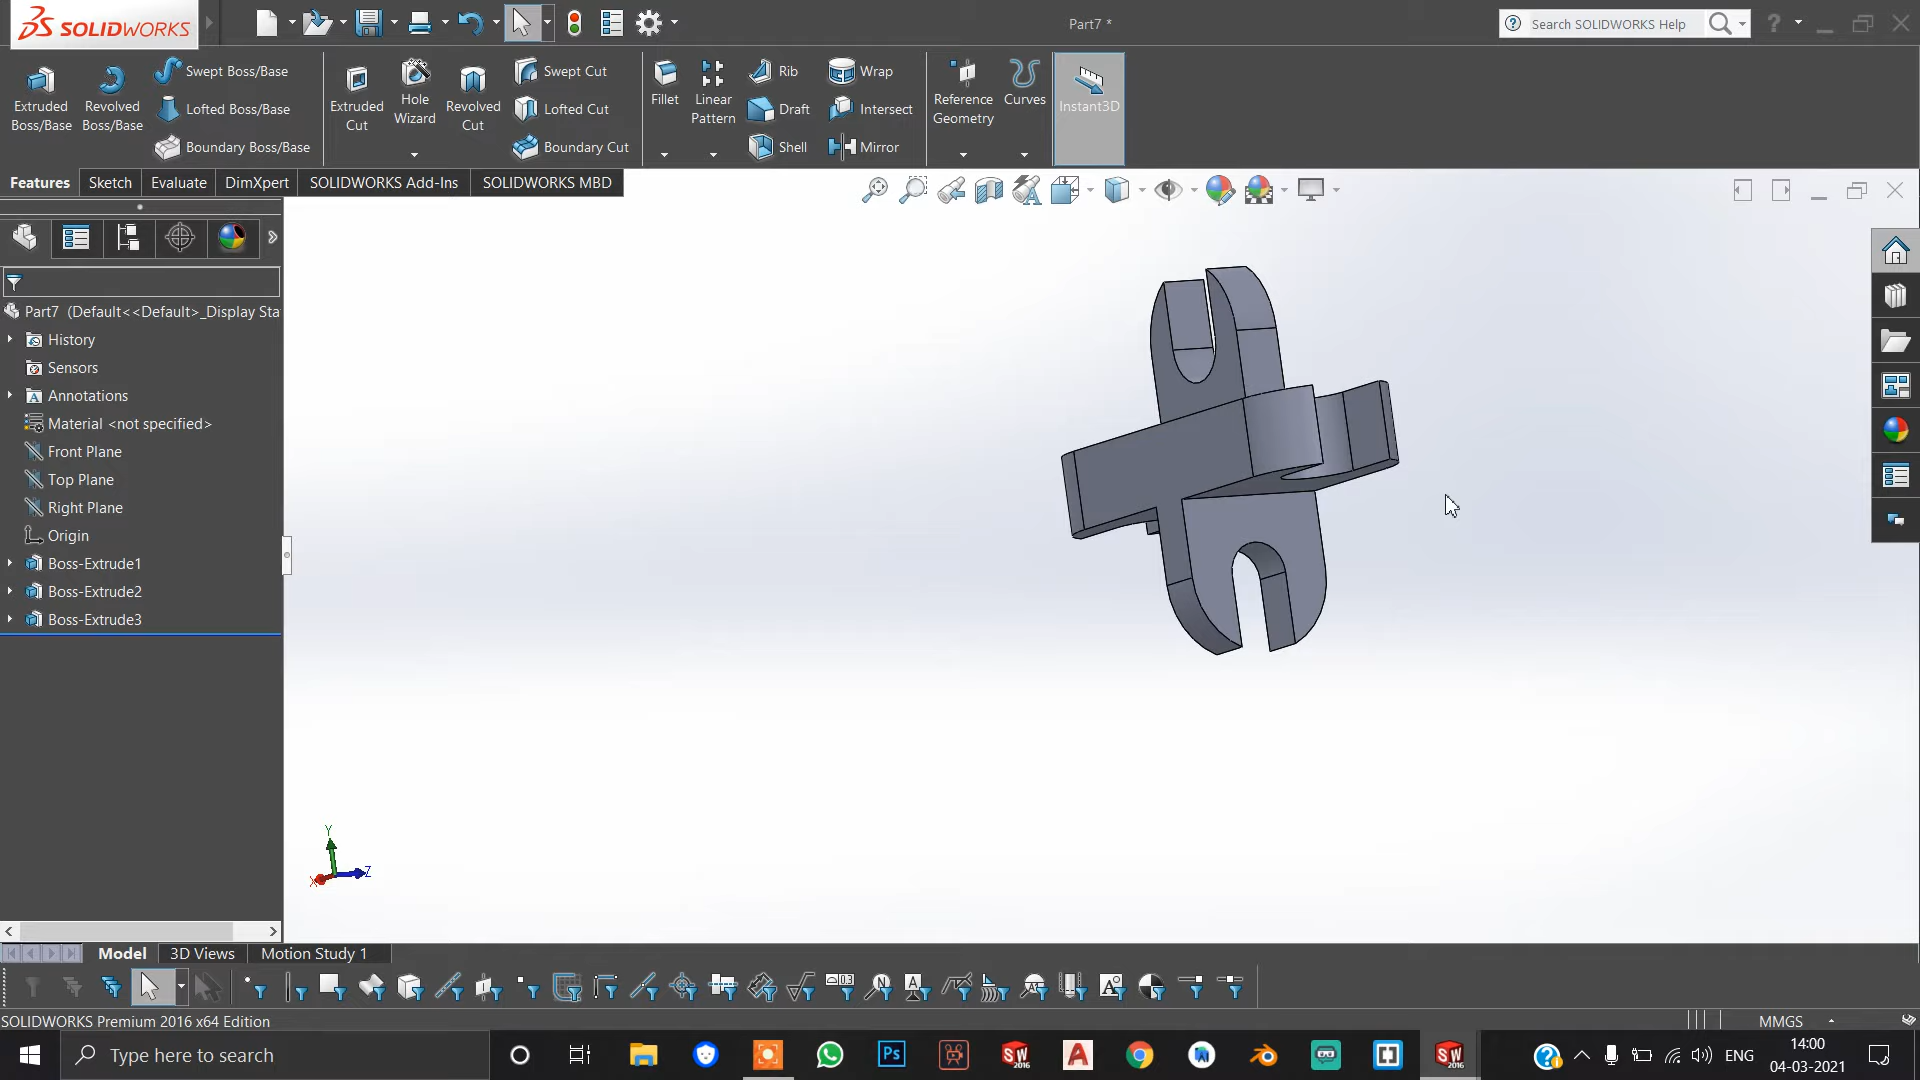 SOLIDWORKS
Part7 *
Search SOLIDWORKS Help
Extruded Boss/Base
Revolved Boss/Base
Swept Boss/Base
Lofted Boss/Base
Boundary Boss/Base
Extruded Cut
Hole Wizard
Revolved Cut
Swept Cut
Lofted Cut
Boundary Cut
Fillet
Linear Pattern
Rib
Draft
Shell
Wrap
Intersect
Mirror
Reference Geometry
Curves
Instant3D
Features
Sketch
Evaluate
DimXpert
SOLIDWORKS Add-Ins
SOLIDWORKS MBD
Part7 (Default<<Default>_Display Sta
History
Sensors
Annotations
Material <not specified>
Front Plane
Top Plane
Right Plane
Origin
Boss-Extrude1
Boss-Extrude2
Boss-Extrude3
Y
X
Z
Model
3D Views
Motion Study 1
SOLIDWORKS Premium 2016 x64 Edition
MMGS
Type here to search
ENG
14:00
04-03-2021